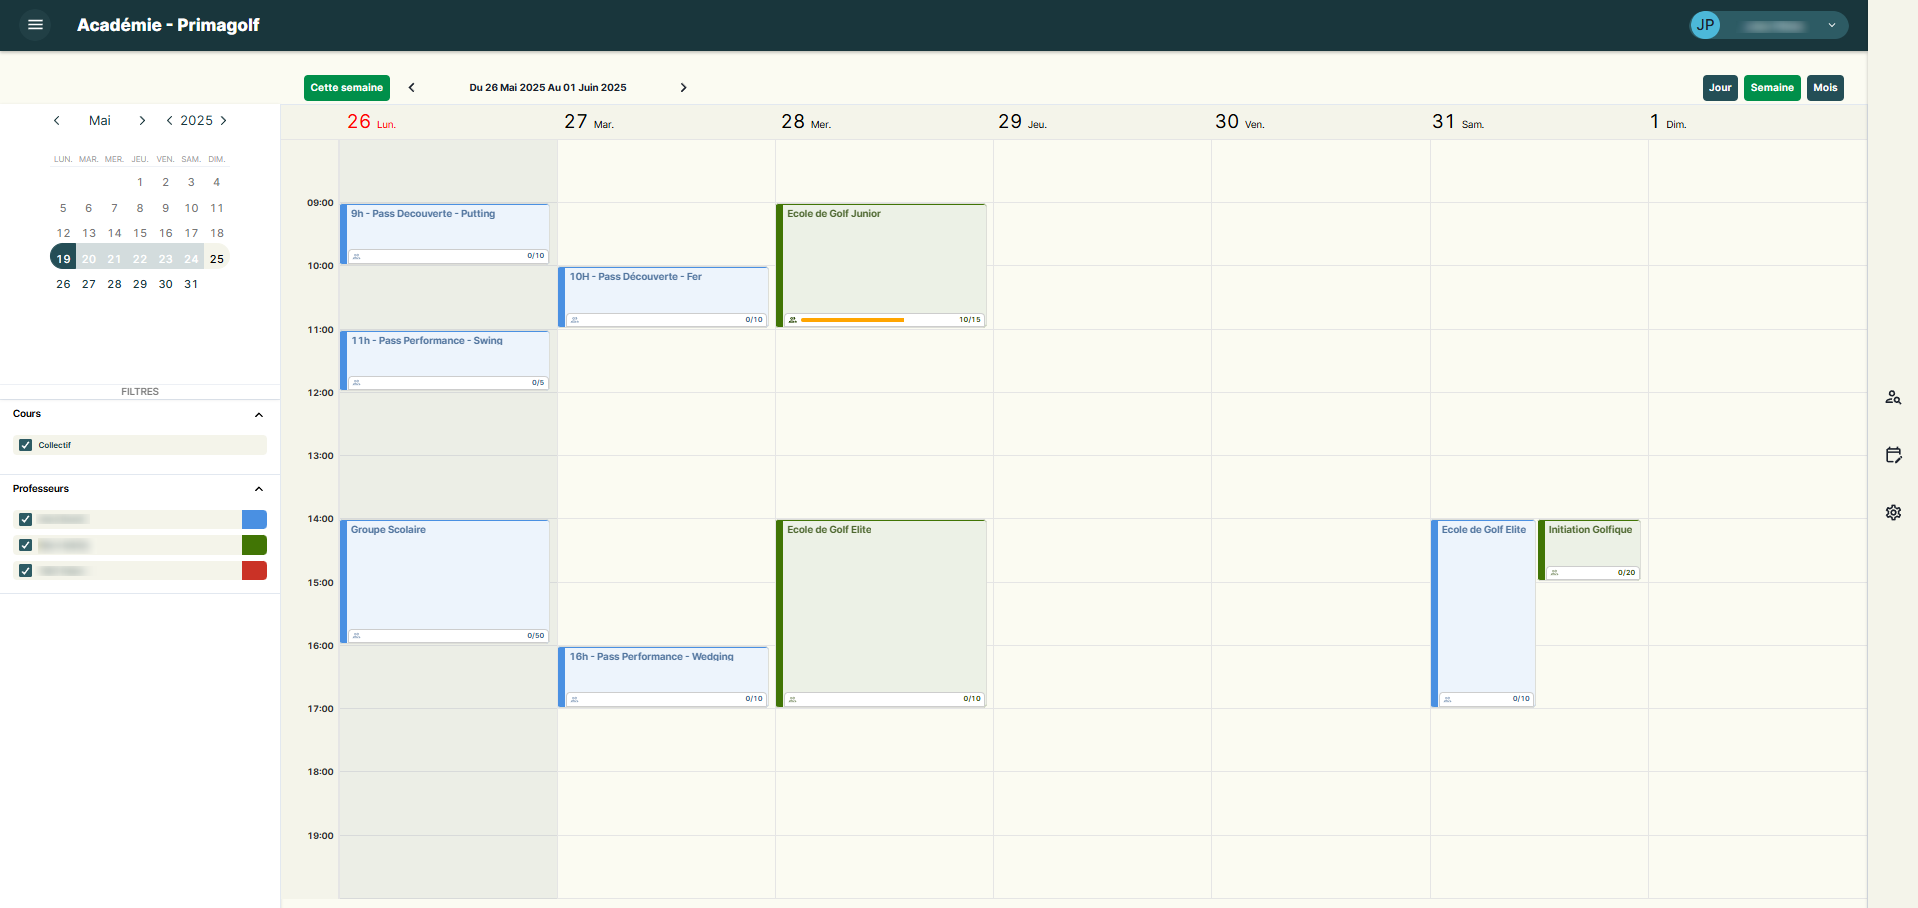 Académie - Primagolf
JP
Cette semaine
Du 26 Mai 2025 Au 01 Juin 2025
Jour
Semaine
Mois
Mai
2025
LUN. MAR. MER. JEU. VEN. SAM. DIM.
1 2 3 4
5 6 7 8 9 10 11
12 13 14 15 16 17 18
19 20 21 22 23 24 25
26 27 28 29 30 31
FILTRES
Cours
Collectif
Professeurs
26 Lun.
27 Mar.
28 Mer.
29 Jeu.
30 Ven.
31 Sam.
1 Dim.
09:00
10:00
11:00
12:00
13:00
14:00
15:00
16:00
17:00
18:00
19:00
9h - Pass Decouverte - Putting
0/10
11h - Pass Performance - Swing
0/5
Groupe Scolaire
0/50
10H - Pass Découverte - Fer
0/10
16h - Pass Performance - Wedging
0/10
Ecole de Golf Junior
10/15
Ecole de Golf Elite
0/10
Ecole de Golf Elite
0/10
Initiation Golfique
0/20